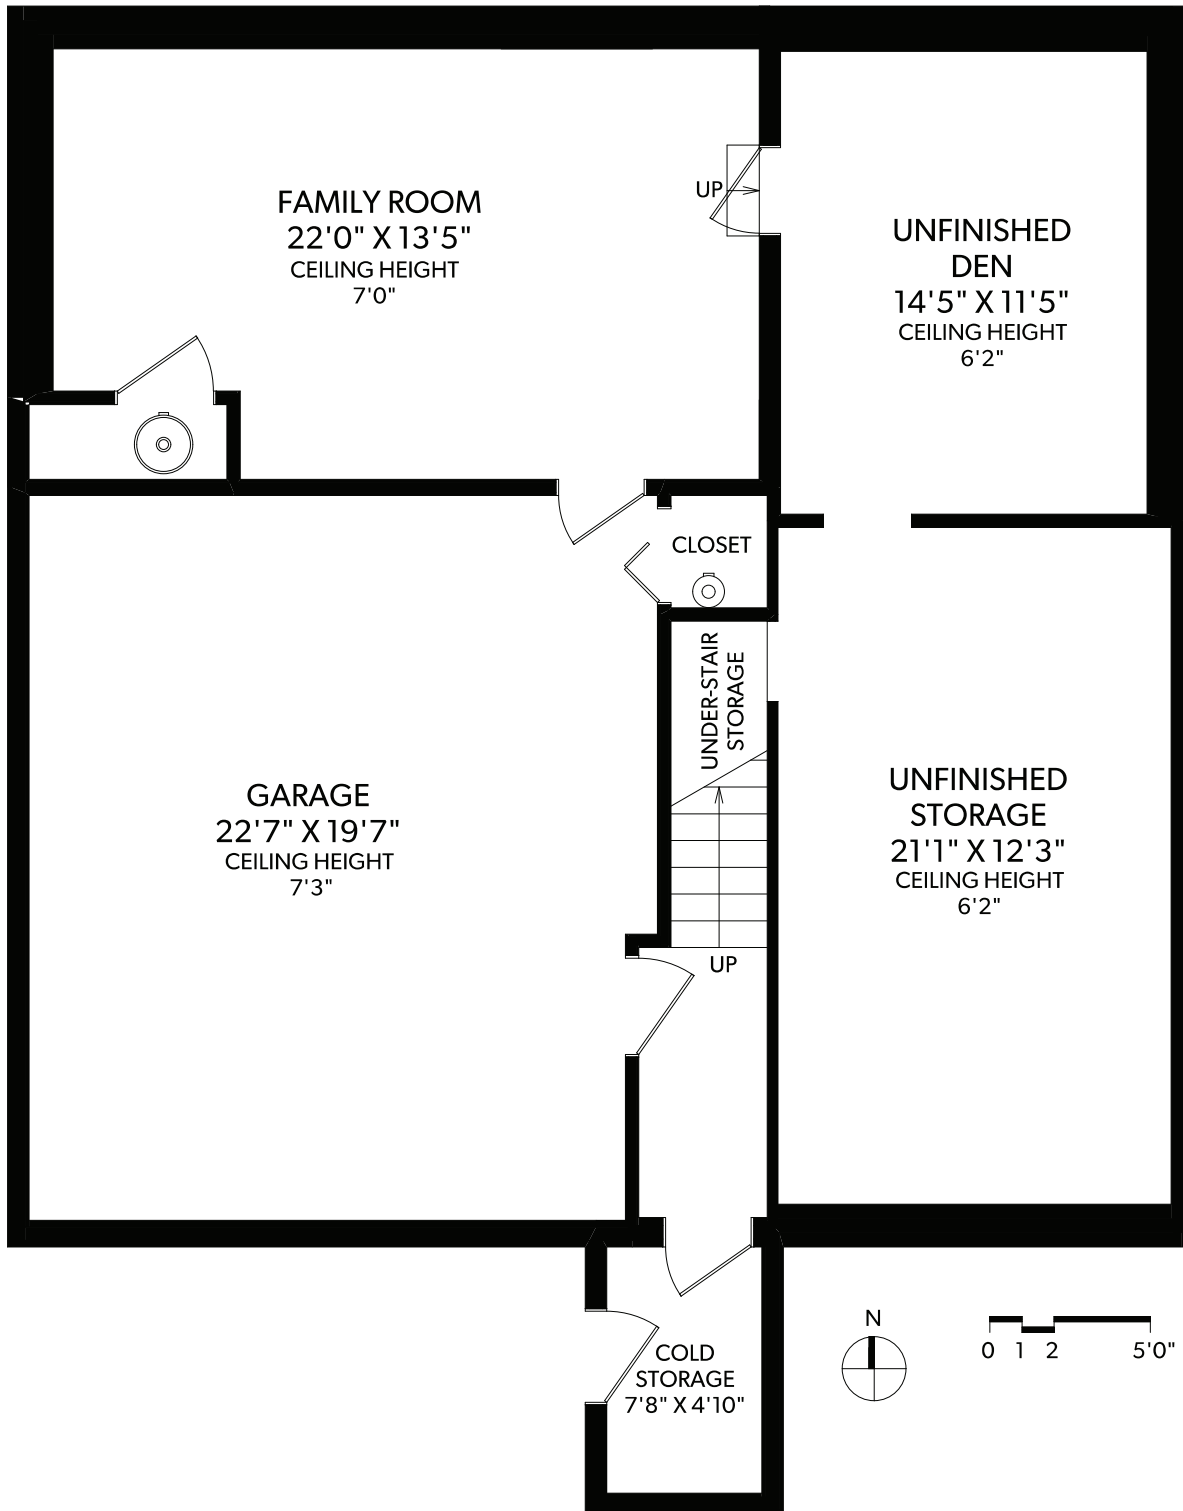 FAMILY ROOM
22'0" X 13'5"
CEILING HEIGHT
7'0"
UP
UNFINISHED
DEN
14'5" X 11'5"
CEILING HEIGHT
6'2"
CLOSET
UNDER-STAIR
STORAGE
GARAGE
22'7" X 19'7"
CEILING HEIGHT
7'3"
UNFINISHED
STORAGE
21'1" X 12'3"
CEILING HEIGHT
6'2"
UP
COLD
STORAGE
7'8" X 4'10"
N
0 1 2 5'0"